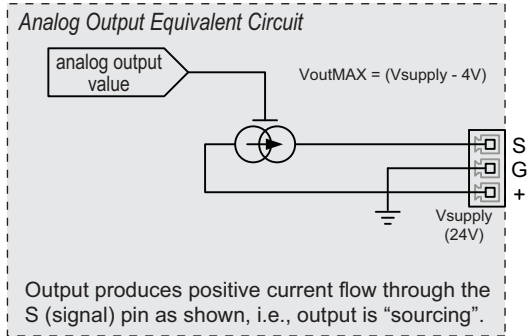 Analog Output Equivalent Circuit
analog output
value
VoutMAX = (Vsupply - 4V)
S
G
+
Vsupply
(24V)
Output produces positive current flow through the
S (signal) pin as shown, i.e., output is “sourcing”.